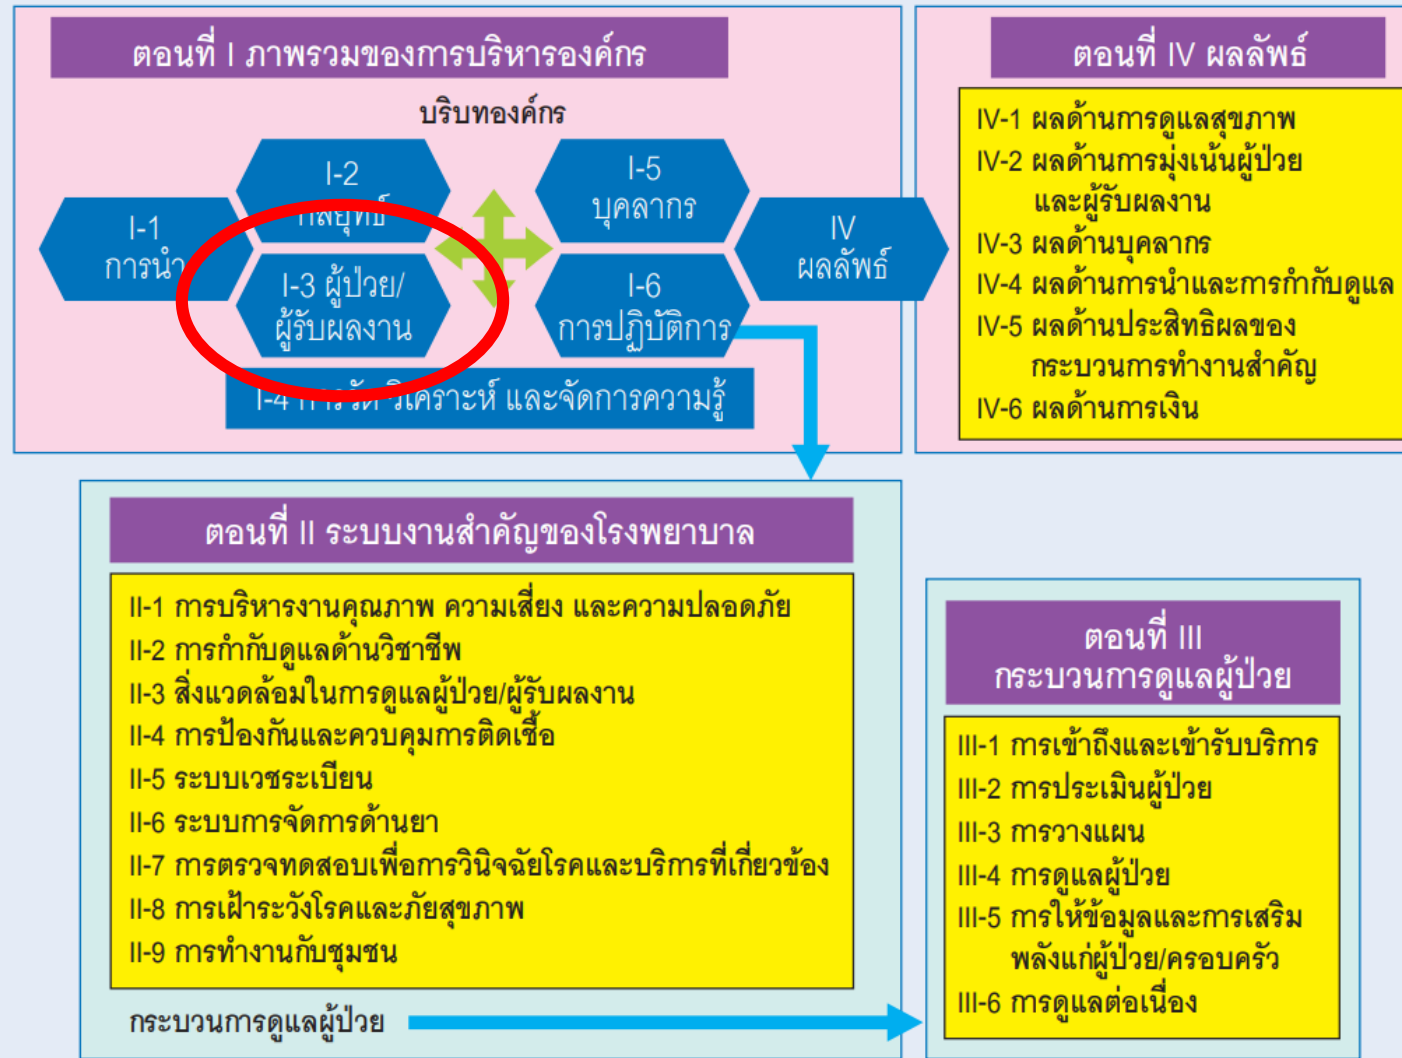 ตอนที่ I ภาพรวมของการบริหารองค์กร
บริบทองค์กร
I-1
การนำ
I-2
กลยุทธ์
I-3 ผู้ป่วย/
ผู้รับผลงาน
I-5
บุคลากร
I-6
การปฏิบัติการ
IV
ผลลัพธ์
I-4 การวัด วิเคราะห์ และจัดการความรู้
ตอนที่ IV ผลลัพธ์
IV-1 ผลด้านการดูแลสุขภาพ
IV-2 ผลด้านการมุ่งเน้นผู้ป่วย
และผู้รับผลงาน
IV-3 ผลด้านบุคลากร
IV-4 ผลด้านการนำและการกำกับดูแล
IV-5 ผลด้านประสิทธิผลของ
กระบวนการทำงานสำคัญ
IV-6 ผลด้านการเงิน
ตอนที่ II ระบบงานสำคัญของโรงพยาบาล
II-1 การบริหารงานคุณภาพ ความเสี่ยง และความปลอดภัย
II-2 การกำกับดูแลด้านวิชาชีพ
II-3 สิ่งแวดล้อมในการดูแลผู้ป่วย/ผู้รับผลงาน
II-4 การป้องกันและควบคุมการติดเชื้อ
II-5 ระบบเวชระเบียน
II-6 ระบบการจัดการด้านยา
II-7 การตรวจทดสอบเพื่อการวินิจฉัยโรคและบริการที่เกี่ยวข้อง
II-8 การเฝ้าระวังโรคและภัยสุขภาพ
II-9 การทำงานกับชุมชน
กระบวนการดูแลผู้ป่วย
ตอนที่ III
กระบวนการดูแลผู้ป่วย
III-1 การเข้าถึงและเข้ารับบริการ
III-2 การประเมินผู้ป่วย
III-3 การวางแผน
III-4 การดูแลผู้ป่วย
III-5 การให้ข้อมูลและการเสริม
พลังแก่ผู้ป่วย/ครอบครัว
III-6 การดูแลต่อเนื่อง